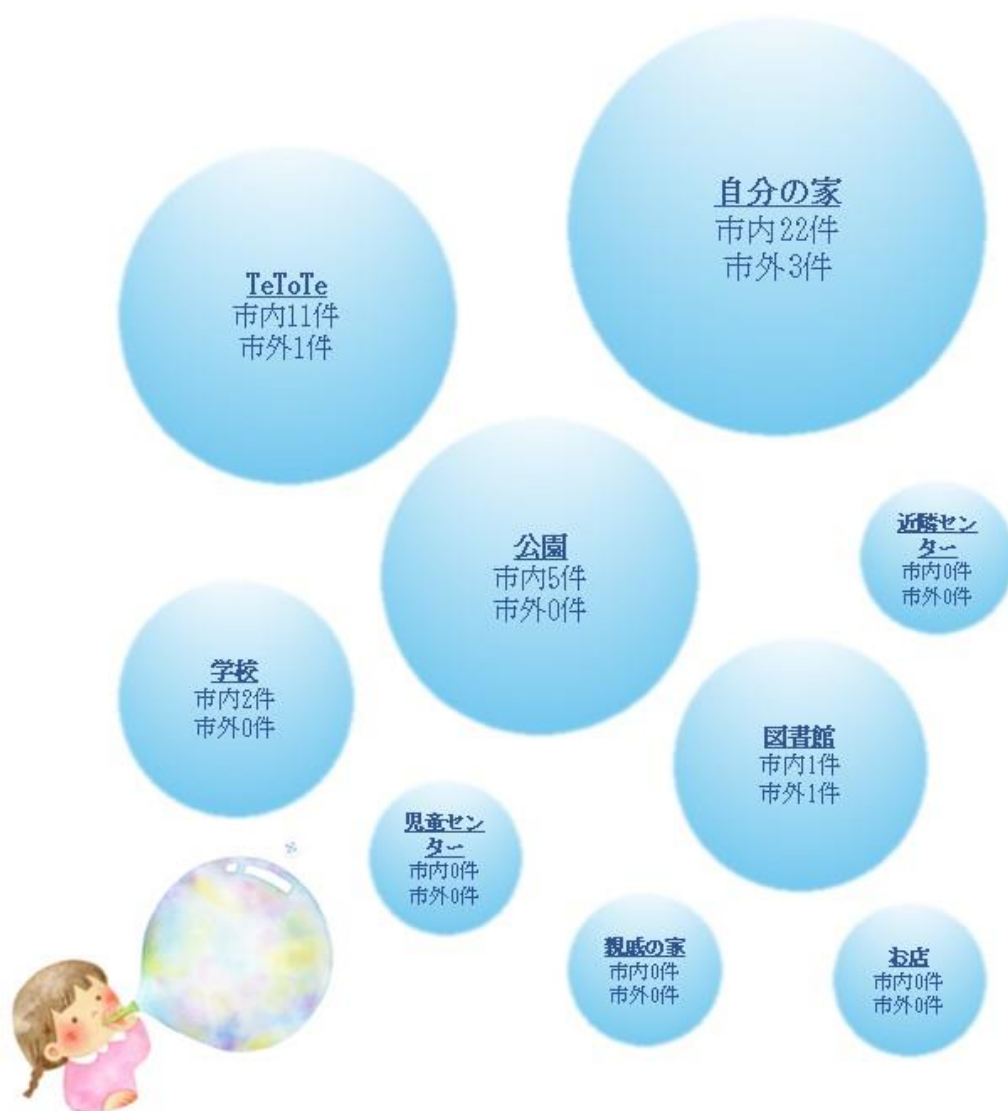 自分の家
市内22件
市外3件
TeToTe
市内11件
市外1件
公園
市内5件
市外0件
近隣セン
ター
市内0件
市外0件
学校
市内2件
市外0件
図書館
市内1件
市外1件
児童セン
ター
市内0件
市外0件
親戚の家
市内0件
市外0件
お店
市内0件
市外0件